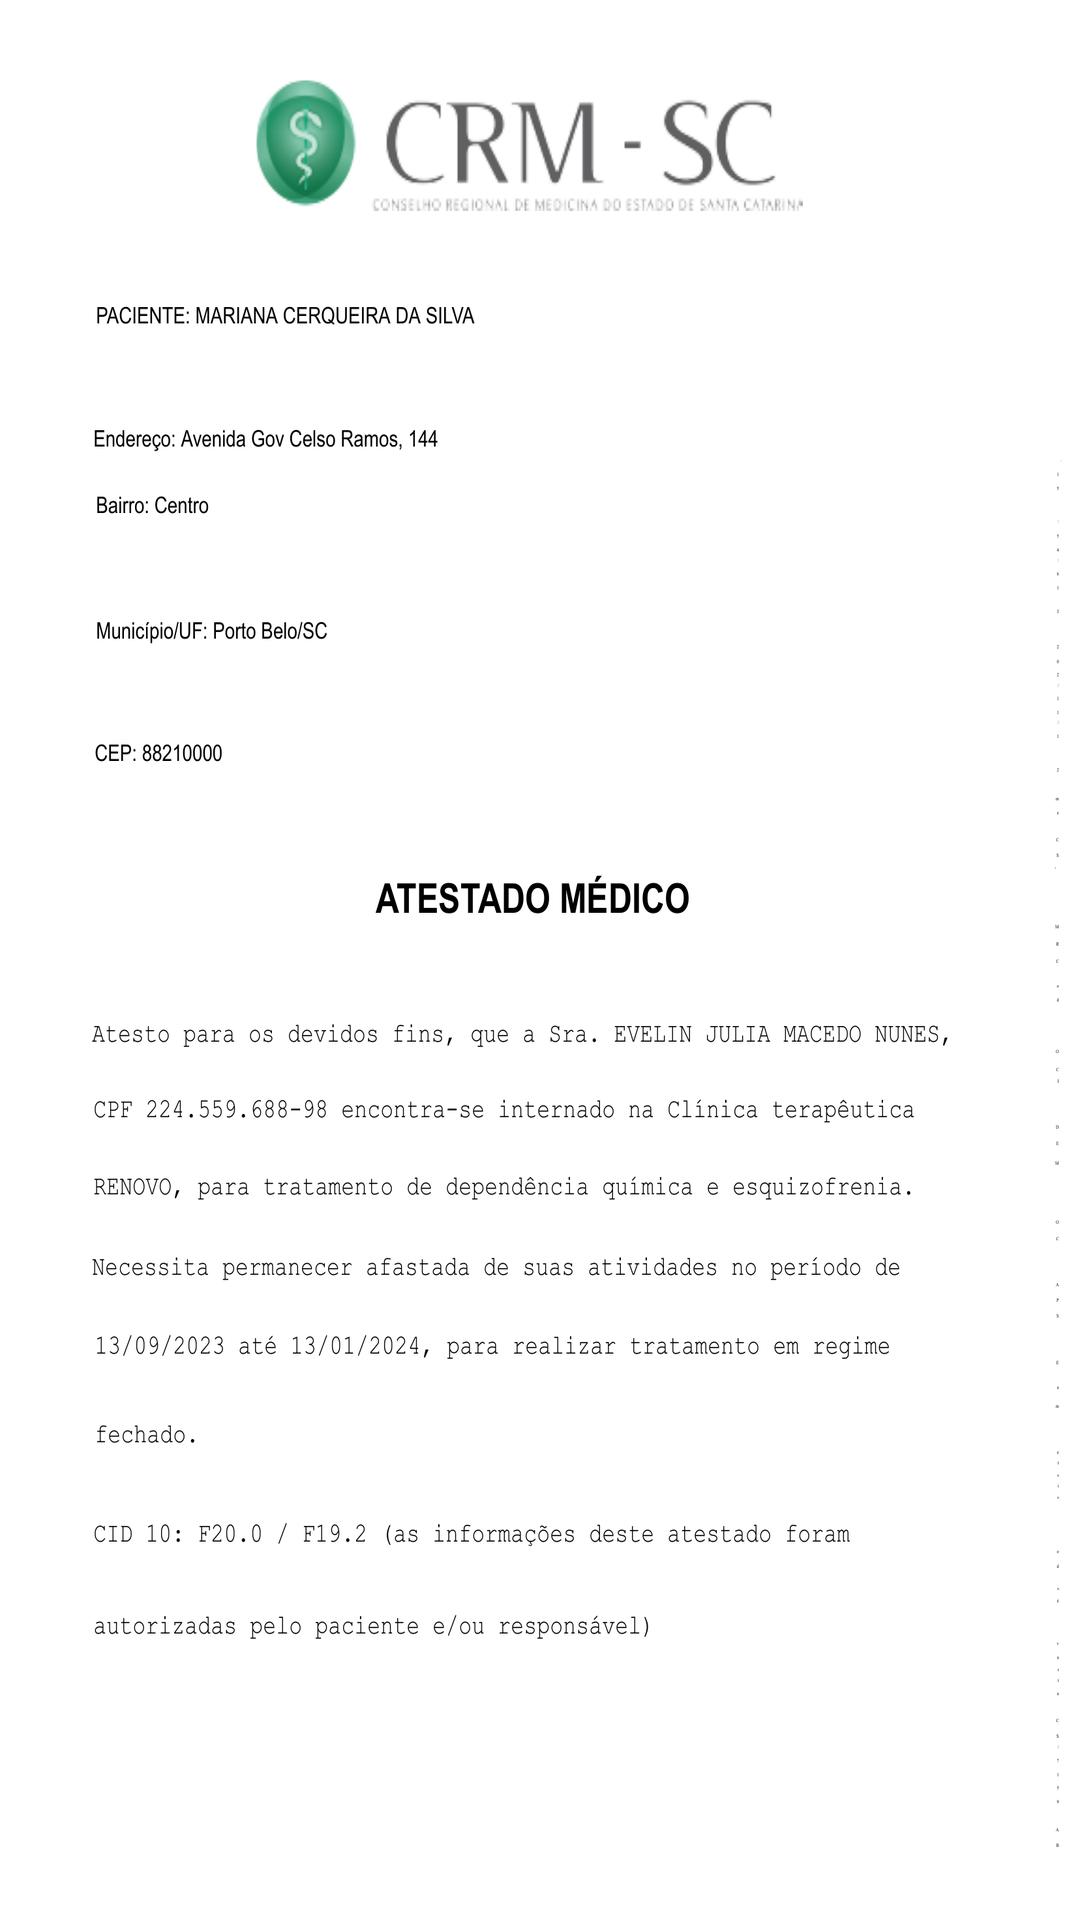 CRM - SC
CONSELHO REGIONAL DE MEDICINA DO ESTADO DE SANTA CATARINA
PACIENTE: MARIANA CERQUEIRA DA SILVA
Endereço: Avenida Gov Celso Ramos, 144
Bairro: Centro
Município/UF: Porto Belo/SC
CEP: 88210000
ATESTADO MÉDICO
Atesto para os devidos fins, que a Sra. EVELIN JULIA MACEDO NUNES,
CPF 224.559.688-98 encontra-se internado na Clínica terapêutica
RENOVO, para tratamento de dependência química e esquizofrenia.
Necessita permanecer afastada de suas atividades no período de
13/09/2023 até 13/01/2024, para realizar tratamento em regime
fechado.
CID 10: F20.0 / F19.2 (as informações deste atestado foram
autorizadas pelo paciente e/ou responsável)